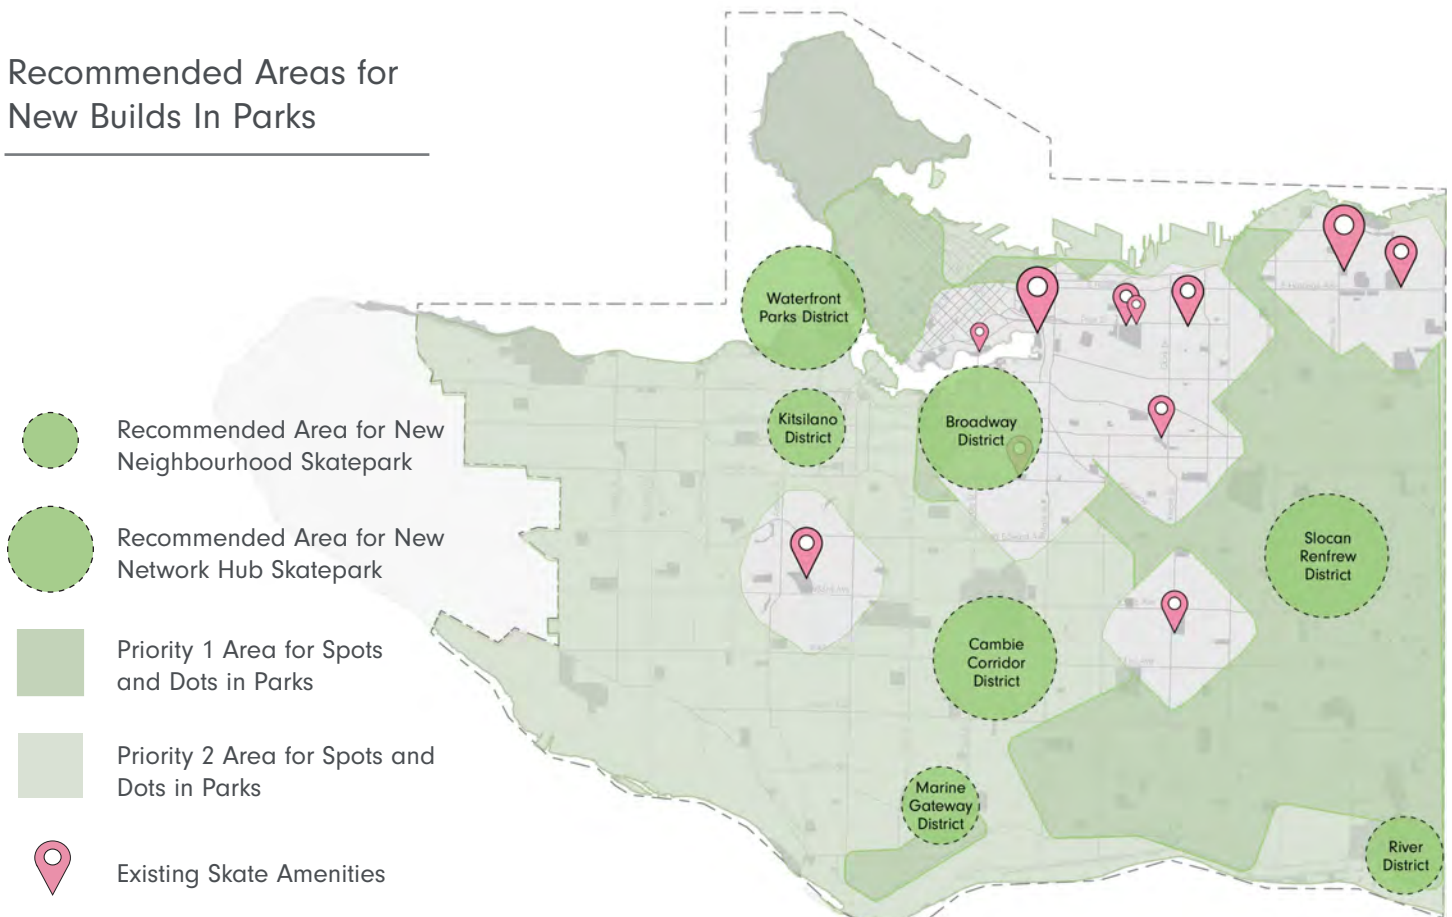 Recommended Areas for
New Builds In Parks
Waterfront
Parks District
Kitsilano
District
Broadway
District
Slocan
Renfrew
District
Cambie
Corridor
District
Marine
Gateway
District
River
District
Recommended Area for New
Neighbourhood Skatepark
Recommended Area for New
Network Hub Skatepark
Priority 1 Area for Spots
and Dots in Parks
Priority 2 Area for Spots and
Dots in Parks
Existing Skate Amenities